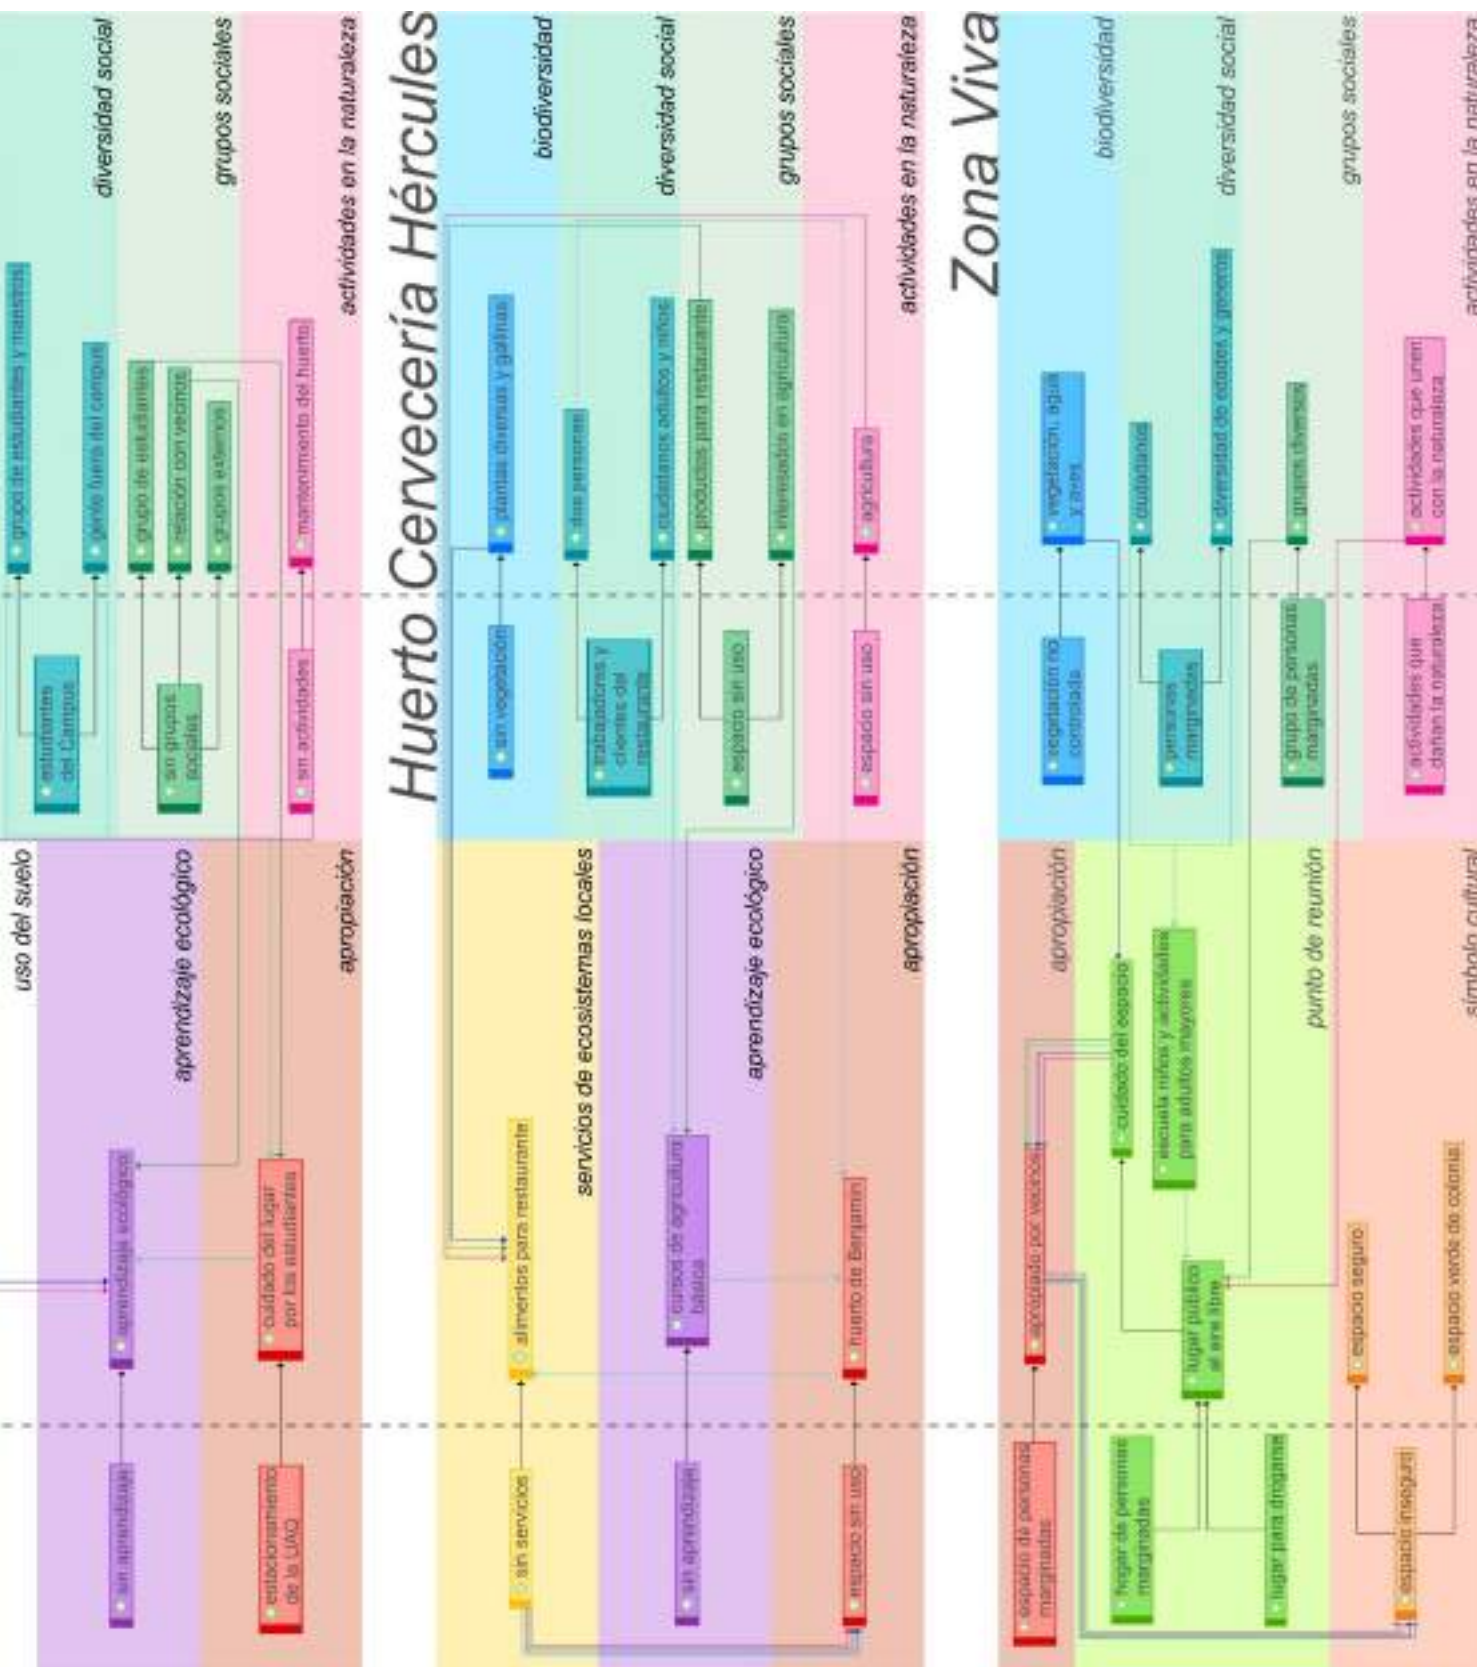 uso del suelo
sin aprendizaje
aprendizaje ecológico
aprendizaje ecológico
estacionamiento
de la UAQ
cuidado del lugar
por los estudiantes
apropiación
estudiantes
del Campus
grupo de estudiantes y maestros
gente fuera del campus
diversidad social
sin grupos
sociales
grupo de estudiantes
relación con vecinos
grupos externos
grupos sociales
sin actividades
mantenimiento del huerto
actividades en la naturaleza
Huerto Cervecería Hércules
sin servicios
alimentos para restaurante
servicios de ecosistemas locales
sin aprendizaje
cursos de agricultura
básica
aprendizaje ecológico
espacio sin uso
huerto de Benjamin
apropiación
sin vegetación
plantas diversas y gallinas
biodiversidad
trabajadores y
clientes del
restaurante
dos personas
ciudadanos adultos y niños
diversidad social
espacio sin uso
productos para restaurante
interesados en agricultura
grupos sociales
espacio sin uso
agricultura
actividades en la naturaleza
Zona Viva
espacio de personas
marginadas
apropiado por vecinos
apropiación
hogar de personas
marginadas
lugar para drogarse
lugar público
al aire libre
cuidado del espacio
escuela niños y actividades
para adultos mayores
punto de reunión
espacio inseguro
espacio seguro
espacio verde de colonia
símbolo cultural
vegetación no
controlada
vegetación, agua
y aves
biodiversidad
personas
marginadas
ciudadanos
diversidad de edades y géneros
diversidad social
grupo de personas
marginadas
grupos diversos
grupos sociales
actividades que
dañan la naturaleza
actividades que unen
con la naturaleza
actividades en la naturaleza